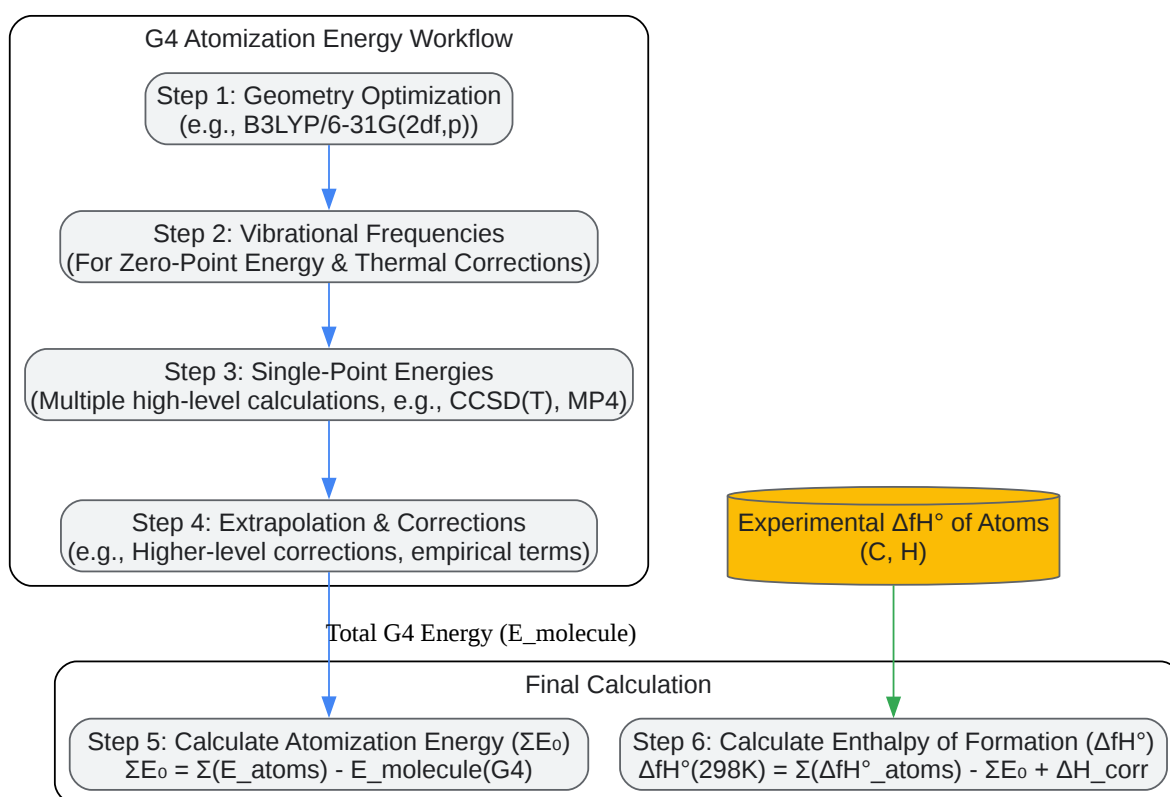 G4 Atomization Energy Workflow
Step 1: Geometry Optimization
(e.g., B3LYP/6-31G(2df,p))
Step 2: Vibrational Frequencies
(For Zero-Point Energy & Thermal Corrections)
Step 3: Single-Point Energies
(Multiple high-level calculations, e.g., CCSD(T), MP4)
Step 4: Extrapolation & Corrections
(e.g., Higher-level corrections, empirical terms)
Experimental ΔfH° of Atoms
(C, H)
Total G4 Energy (E_molecule)
Final Calculation
Step 5: Calculate Atomization Energy (ΣE₀)
ΣE₀ = Σ(E_atoms) - E_molecule(G4)
Step 6: Calculate Enthalpy of Formation (ΔfH°)
ΔfH°(298K) = Σ(ΔfH°_atoms) - ΣE₀ + ΔH_corr